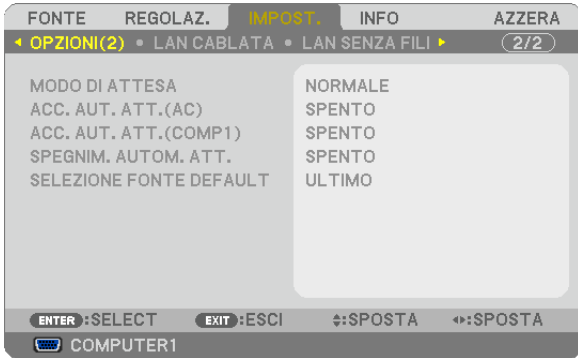 FONTE REGOLAZ. IMPOST. INFO AZZERA
OPZIONI(2) • LAN CABLATA • LAN SENZA FILI 2/2
MODO DI ATTESA NORMALE
ACC. AUT. ATT.(AC) SPENTO
ACC. AUT. ATT.(COMP1) SPENTO
SPEGNIM. AUTOM. ATT. SPENTO
SELEZIONE FONTE DEFAULT ULTIMO
ENTER :SELECT EXIT :ESCI :SPOSTA :SPOSTA
COMPUTER1